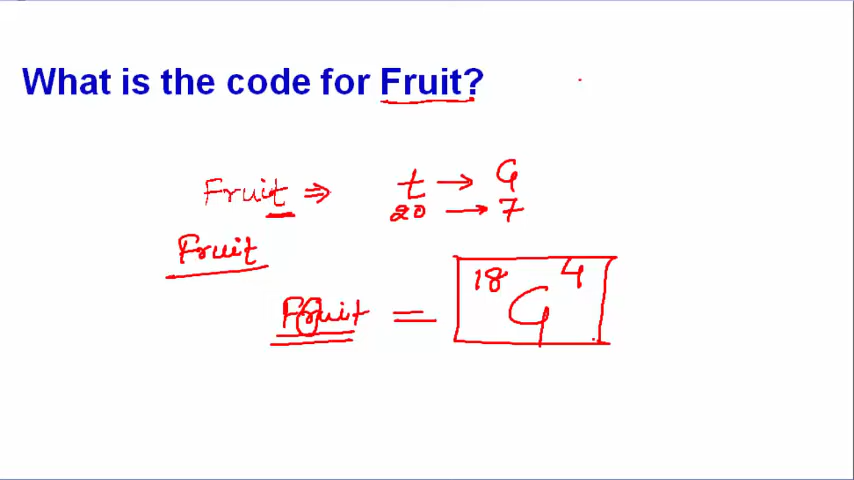 What is the code for Fruit?
Fruit ⇒ t → G
20 → 7
Fruit
Fruit = 18 G 4